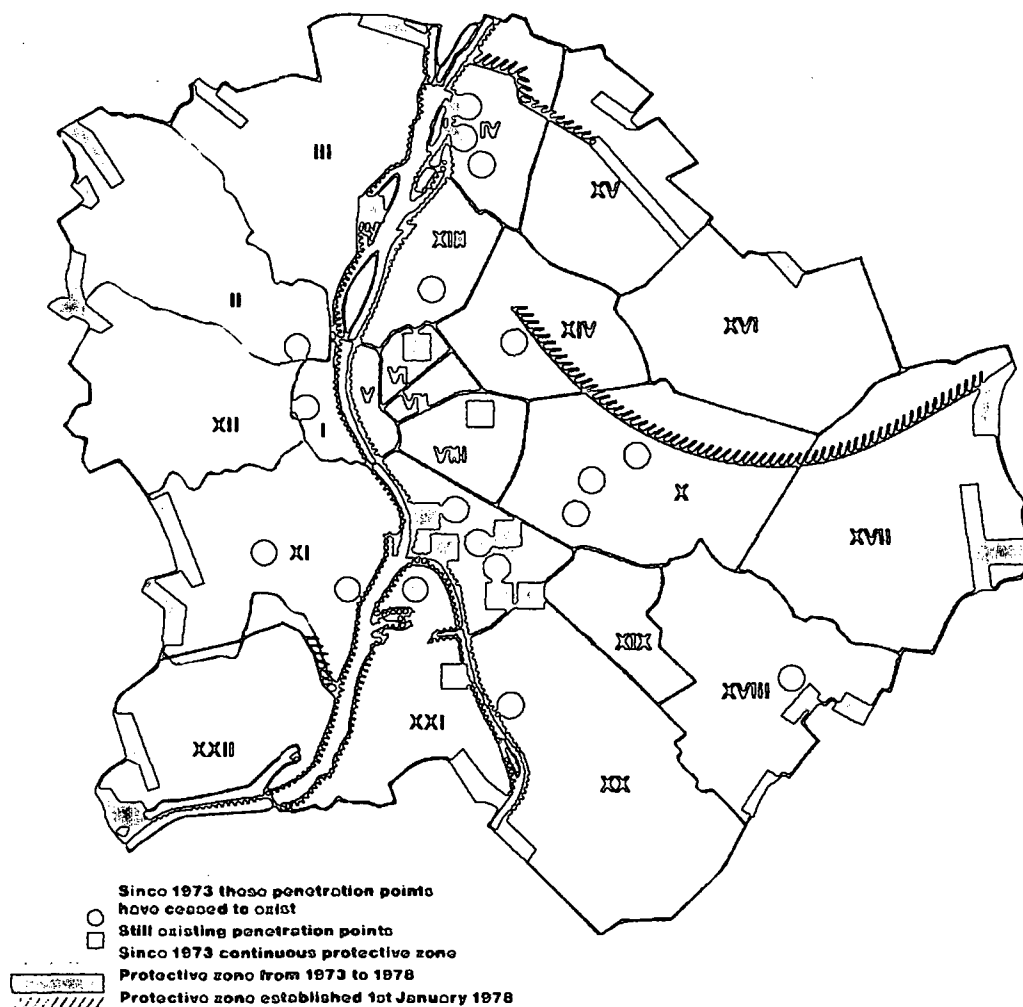 III
IV
XV
XIII
II
XIV
XVI
VI
V
VII
XII
I
VIII
X
XVII
XI
XIX
XVIII
XXII
XXI
XX
Since 1973 these penetration points
have ceased to exist
Still existing penetration points
Since 1973 continuous protective zone
Protective zone from 1973 to 1978
Protective zone established 1st January 1978